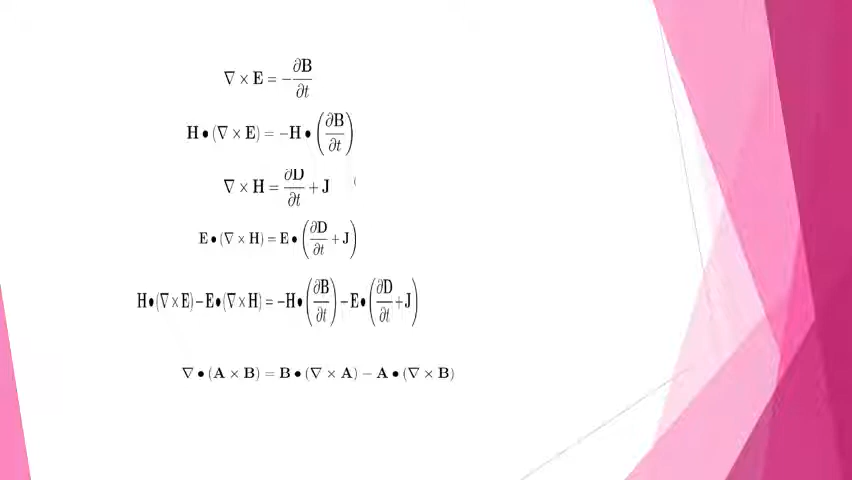 ∇ × E = −∂B/∂t
H • (∇ × E) = −H • (∂B/∂t)
∇ × H = ∂D/∂t + J
E • (∇ × H) = E • (∂D/∂t + J)
H • (∇ × E) − E • (∇ × H) = −H • (∂B/∂t) − E • (∂D/∂t + J)
∇ • (A × B) = B • (∇ × A) − A • (∇ × B)